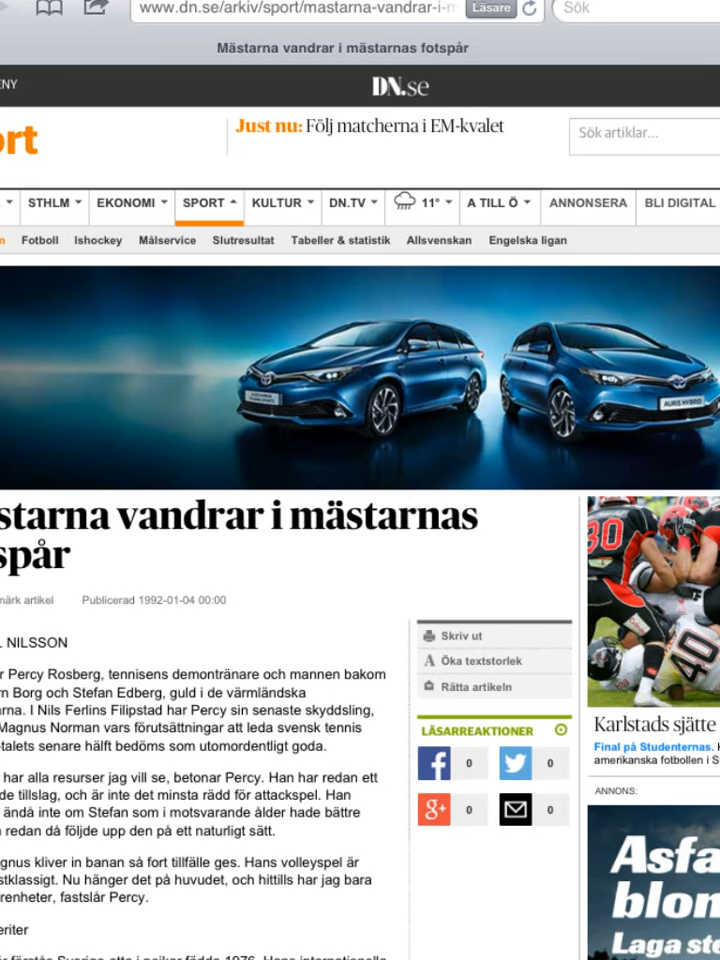 www.dn.se/arkiv/sport/mastarna-vandrar-i-m
Läsare
Sök
Mästarna vandrar i mästarnas fotspår
ENY
DN.se
ort
Just nu: Följ matcherna i EM-kvalet
Sök artiklar...
STHLM
EKONOMI
SPORT
KULTUR
DN.TV
11°
A TILL Ö
ANNONSERA
BLI DIGITAL
Fotboll Ishockey Målservice Slutresultat Tabeller & statistik Allsvenskan Engelska ligan
AURIS HYBRID
starna vandrar i mästarnas
spår
märk artikel Publicerad 1992-01-04 00:00
NILSSON
r Percy Rosberg, tennisens demontränare och mannen bakom
rn Borg och Stefan Edberg, guld i de värmländska
rna. I Nils Ferlins Filipstad har Percy sin senaste skyddsling,
Magnus Norman vars förutsättningar att leda svensk tennis
-talets senare hälft bedöms som utomordentligt goda.
har alla resurser jag vill se, betonar Percy. Han har redan ett
de tillslag, och är inte det minsta rädd för attackspel. Han
ändå inte om Stefan som i motsvarande ålder hade bättre
redan då följde upp den på ett naturligt sätt.
gnus kliver in banan så fort tillfälle ges. Hans volleyspel är
stklassigt. Nu hänger det på huvudet, och hittills har jag bara
renheter, fastslår Percy.
eriter
Skriv ut
Öka textstorlek
Rätta artikeln
LÄSARREAKTIONER
0
0
0
0
30
40
Karlstads sjätte
Final på Studenternas.
amerikanska fotbollen i S
ANNONS:
Asfa
blon
Laga ste